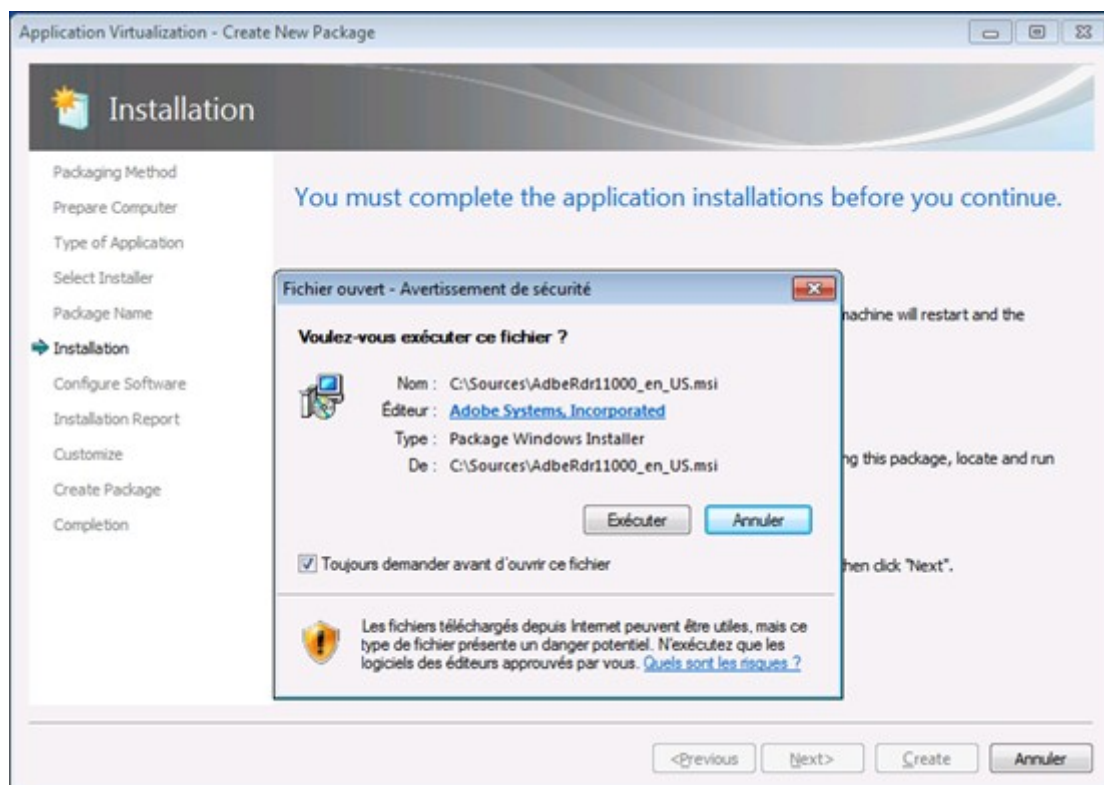 Application Virtualization - Create New Package
Installation
Packaging Method
Prepare Computer
Type of Application
Select Installer
Package Name
Installation
Configure Software
Installation Report
Customize
Create Package
Completion
You must complete the application installations before you continue.
machine will restart and the
ng this package, locate and run
then click "Next".
Fichier ouvert - Avertissement de sécurité
Voulez-vous exécuter ce fichier ?
Nom : C:\Sources\AdbeRdr11000_en_US.msi
Éditeur : Adobe Systems, Incorporated
Type : Package Windows Installer
De : C:\Sources\AdbeRdr11000_en_US.msi
Exécuter Annuler
Toujours demander avant d'ouvrir ce fichier
Les fichiers téléchargés depuis Internet peuvent être utiles, mais ce
type de fichier présente un danger potentiel. N'exécutez que les
logiciels des éditeurs approuvés par vous. Quels sont les risques ?
<Previous Next> Create Annuler